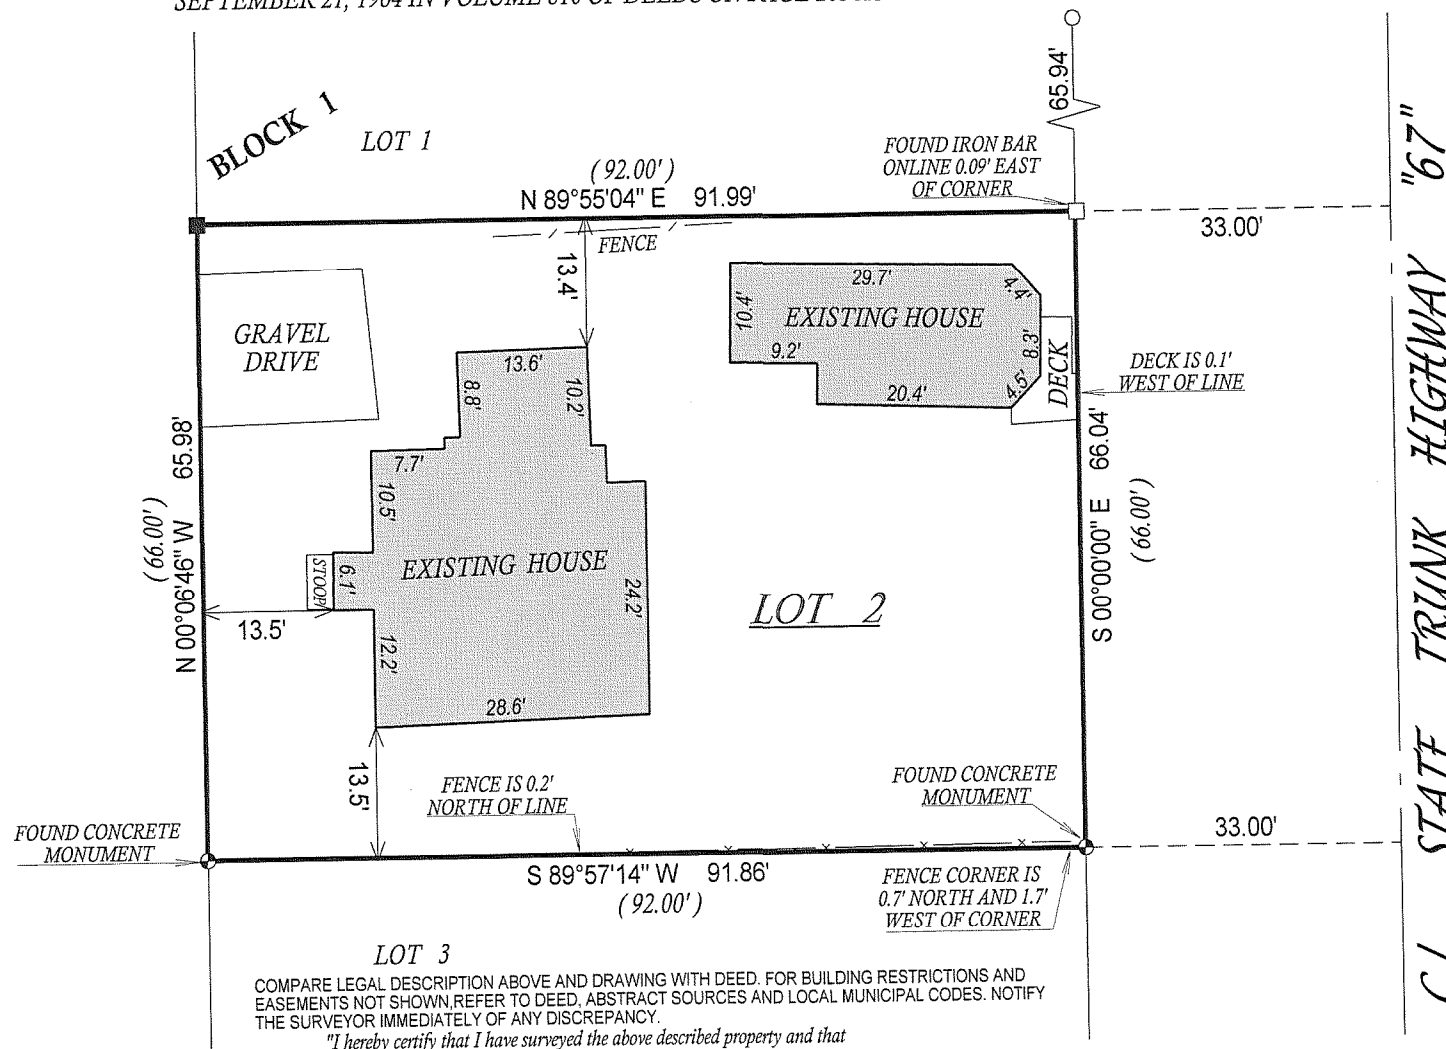 BLOCK 1
LOT 1
(92.00')
N 89°55'04" E 91.99'
65.94'
FOUND IRON BAR
ONLINE 0.09' EAST
OF CORNER
33.00'
FENCE
13.4'
GRAVEL
DRIVE
29.7'
4.4'
10.4'
EXISTING HOUSE
8.3'
9.2'
20.4'
4.5'
DECK
DECK IS 0.1'
WEST OF LINE
13.6'
8.8'
10.2'
7.7'
10.5'
EXISTING HOUSE
STOOP
6.1'
24.2'
12.2'
28.6'
13.5'
13.5'
N 00°06'46" W 65.98'
(66.00')
S 00°00'00" E 66.04'
(66.00')
LOT 2
STATE TRUNK HIGHWAY "67"
FENCE IS 0.2'
NORTH OF LINE
FOUND CONCRETE
MONUMENT
FOUND CONCRETE
MONUMENT
33.00'
S 89°57'14" W 91.86'
(92.00')
FENCE CORNER IS
0.7' NORTH AND 1.7'
WEST OF CORNER
LOT 3
COMPARE LEGAL DESCRIPTION ABOVE AND DRAWING WITH DEED. FOR BUILDING RESTRICTIONS AND
EASEMENTS NOT SHOWN,REFER TO DEED, ABSTRACT SOURCES AND LOCAL MUNICIPAL CODES. NOTIFY
THE SURVEYOR IMMEDIATELY OF ANY DISCREPANCY.
"I hereby certify that I have surveyed the above described property and that